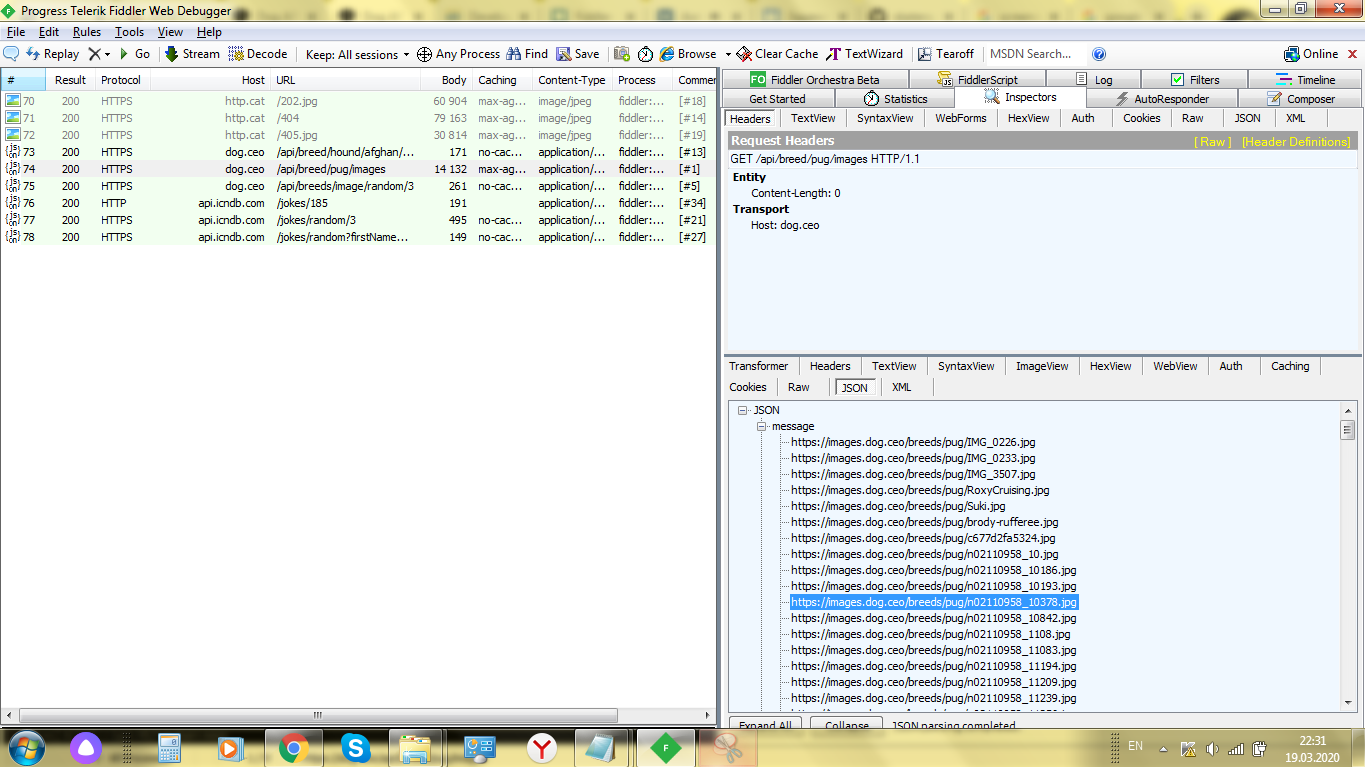 Progress Telerik Fiddler Web Debugger
File Edit Rules Tools View Help
Replay Go Stream Decode Keep: All sessions Any Process Find Save Browse Clear Cache TextWizard Tearoff MSDN Search... Online
# Result Protocol Host URL Body Caching Content-Type Process Commer
70 200 HTTPS http.cat /202.jpg 60 904 max-ag... image/jpeg fiddler:... [#18]
71 200 HTTPS http.cat /404 79 163 max-ag... image/jpeg fiddler:... [#14]
72 200 HTTPS http.cat /405.jpg 30 814 max-ag... image/jpeg fiddler:... [#19]
73 200 HTTPS dog.ceo /api/breed/hound/afghan/... 171 no-cac... application/... fiddler:... [#13]
74 200 HTTPS dog.ceo /api/breed/pug/images 14 132 max-ag... application/... fiddler:... [#1]
75 200 HTTPS dog.ceo /api/breeds/image/random/3 261 no-cac... application/... fiddler:... [#5]
76 200 HTTP api.icndb.com /jokes/185 191 application/... fiddler:... [#34]
77 200 HTTPS api.icndb.com /jokes/random/3 495 no-cac... application/... fiddler:... [#21]
78 200 HTTPS api.icndb.com /jokes/random?firstName... 149 no-cac... application/... fiddler:... [#27]
FO Fiddler Orchestra Beta FiddlerScript Log Filters Timeline
Get Started Statistics Inspectors AutoResponder Composer
Headers TextView SyntaxView WebForms HexView Auth Cookies Raw JSON XML
Request Headers [ Raw ] [Header Definitions]
GET /api/breed/pug/images HTTP/1.1
Entity
Content-Length: 0
Transport
Host: dog.ceo
Transformer Headers TextView SyntaxView ImageView HexView WebView Auth Caching
Cookies Raw JSON XML
JSON
message
https://images.dog.ceo/breeds/pug/IMG_0226.jpg
https://images.dog.ceo/breeds/pug/IMG_0233.jpg
https://images.dog.ceo/breeds/pug/IMG_3507.jpg
https://images.dog.ceo/breeds/pug/RoxyCruising.jpg
https://images.dog.ceo/breeds/pug/Suki.jpg
https://images.dog.ceo/breeds/pug/brody-rufferee.jpg
https://images.dog.ceo/breeds/pug/c677d2fa5324.jpg
https://images.dog.ceo/breeds/pug/n02110958_10.jpg
https://images.dog.ceo/breeds/pug/n02110958_10186.jpg
https://images.dog.ceo/breeds/pug/n02110958_10193.jpg
https://images.dog.ceo/breeds/pug/n02110958_10378.jpg
https://images.dog.ceo/breeds/pug/n02110958_10842.jpg
https://images.dog.ceo/breeds/pug/n02110958_1108.jpg
https://images.dog.ceo/breeds/pug/n02110958_11083.jpg
https://images.dog.ceo/breeds/pug/n02110958_11194.jpg
https://images.dog.ceo/breeds/pug/n02110958_11209.jpg
https://images.dog.ceo/breeds/pug/n02110958_11239.jpg
Expand All Collapse JSON parsing completed.
EN 22:31
19.03.2020